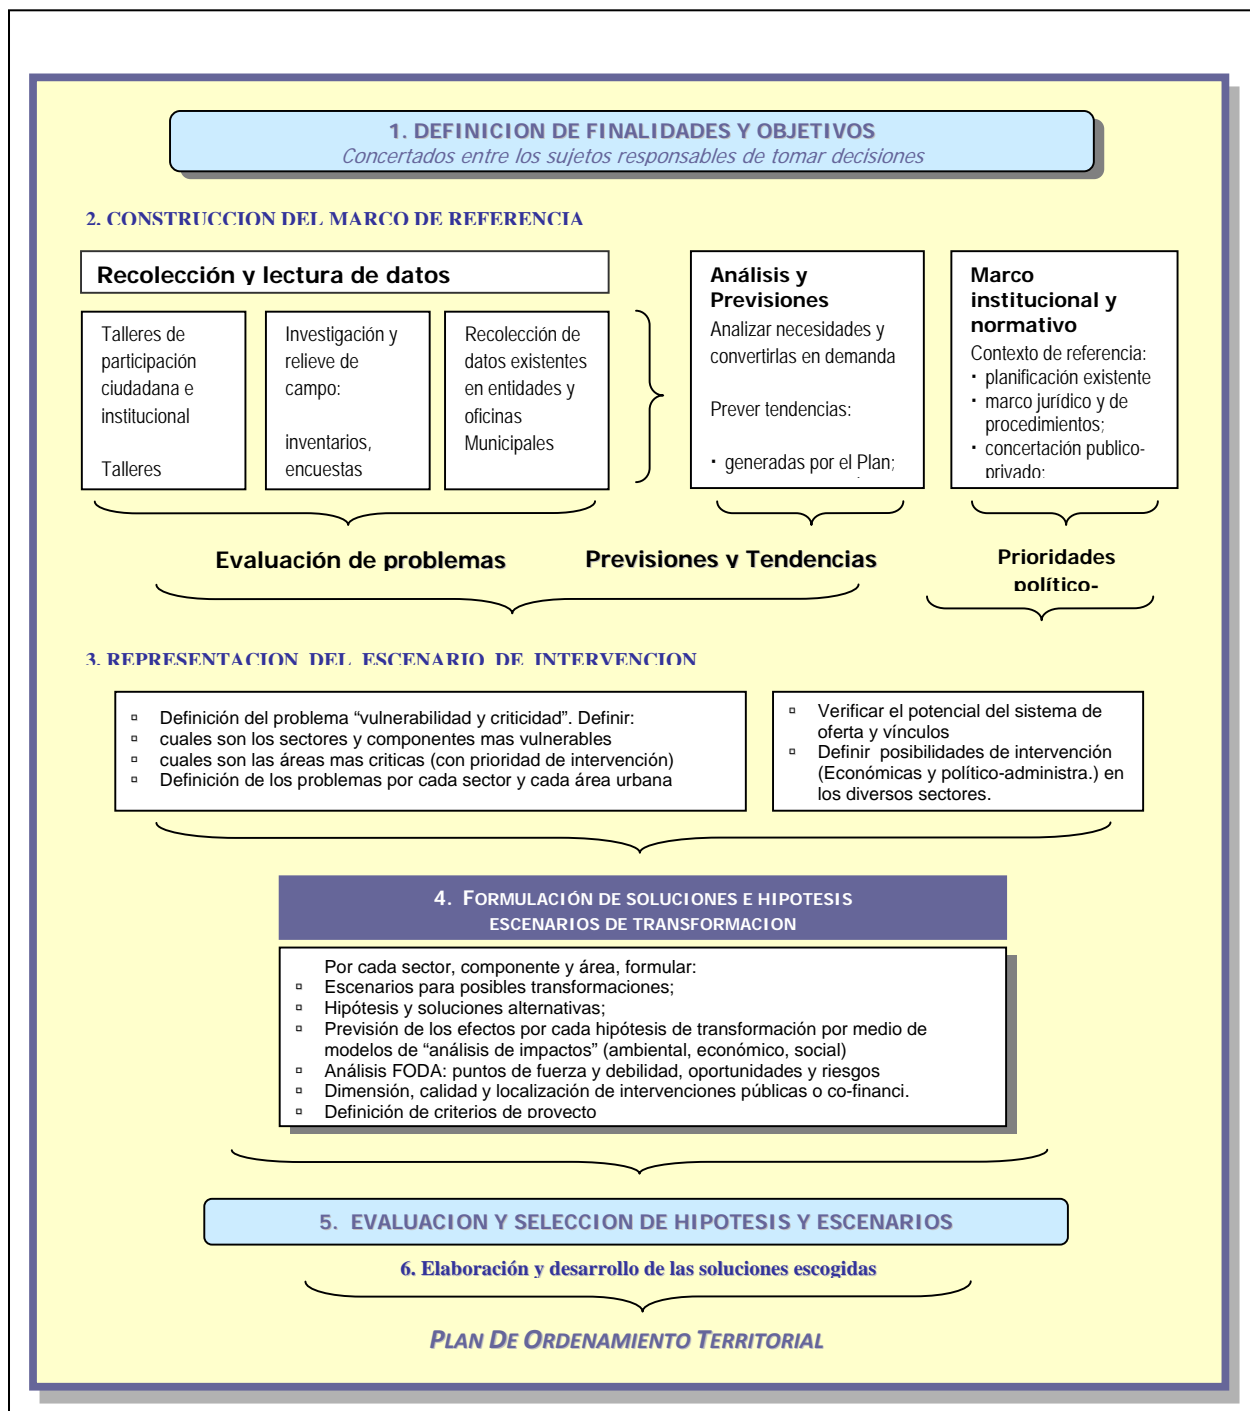 1. DEFINICION DE FINALIDADES Y OBJETIVOS
Concertados entre los sujetos responsables de tomar decisiones
2. CONSTRUCCION DEL MARCO DE REFERENCIA
Recolección y lectura de datos
Talleres de
participación
ciudadana e
institucional
Talleres
Investigación y
relieve de
campo:
inventarios,
encuestas
Recolección de
datos existentes
en entidades y
oficinas
Municipales
Análisis y
Previsiones
Analizar necesidades y
convertirlas en demanda
Prever tendencias:
· generadas por el Plan;
Marco
institucional y
normativo
Contexto de referencia:
· planificación existente
· marco jurídico y de
procedimientos;
· concertación publico-
privado;
Evaluación de problemas
Previsiones y Tendencias
Prioridades
político-
3. REPRESENTACION DEL ESCENARIO DE INTERVENCION
▫ Definición del problema “vulnerabilidad y criticidad”. Definir:
▫ cuales son los sectores y componentes mas vulnerables
▫ cuales son las áreas mas criticas (con prioridad de intervención)
▫ Definición de los problemas por cada sector y cada área urbana
▫ Verificar el potencial del sistema de
oferta y vínculos
▫ Definir posibilidades de intervención
(Económicas y político-administra.) en
los diversos sectores.
4. FORMULACIÓN DE SOLUCIONES E HIPOTESIS
ESCENARIOS DE TRANSFORMACION
Por cada sector, componente y área, formular:
▫ Escenarios para posibles transformaciones;
▫ Hipótesis y soluciones alternativas;
▫ Previsión de los efectos por cada hipótesis de transformación por medio de
modelos de “análisis de impactos” (ambiental, económico, social)
▫ Análisis FODA: puntos de fuerza y debilidad, oportunidades y riesgos
▫ Dimensión, calidad y localización de intervenciones públicas o co-financi.
▫ Definición de criterios de proyecto
5. EVALUACION Y SELECCION DE HIPOTESIS Y ESCENARIOS
6. Elaboración y desarrollo de las soluciones escogidas
PLAN DE ORDENAMIENTO TERRITORIAL